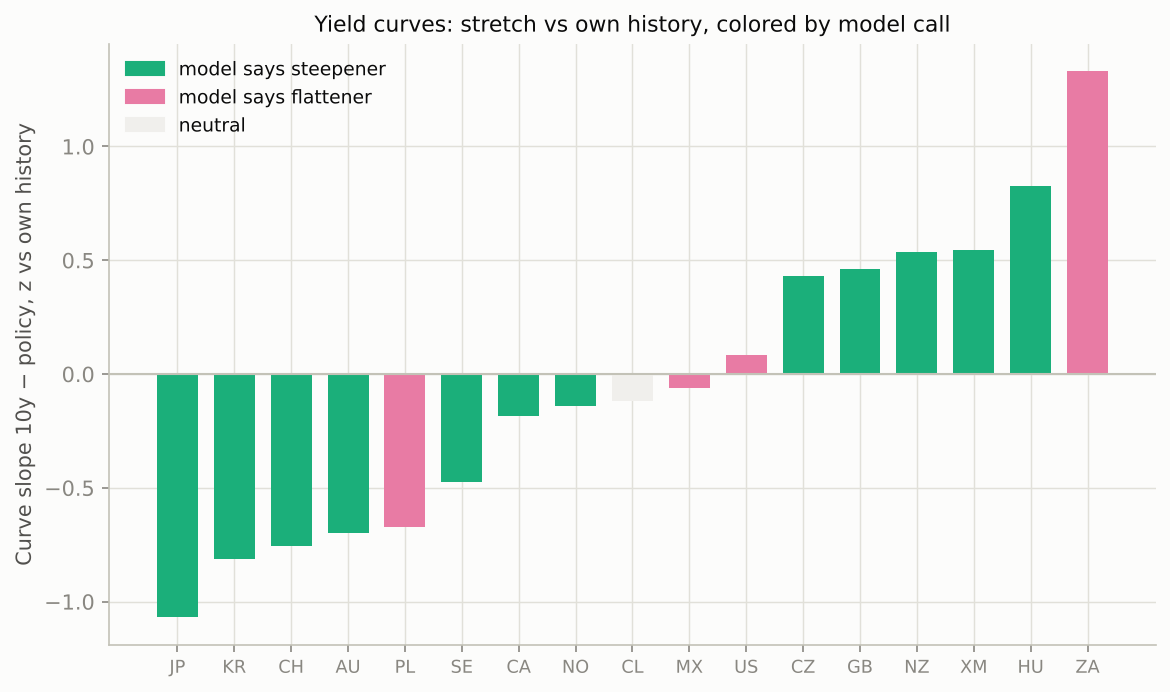 Yield curves: stretch vs own history, colored by model call
model says steepener
model says flattener
neutral
Curve slope 10y − policy, z vs own history
1.0
0.5
0.0
−0.5
−1.0
JP KR CH AU PL SE CA NO CL MX US CZ GB NZ XM HU ZA